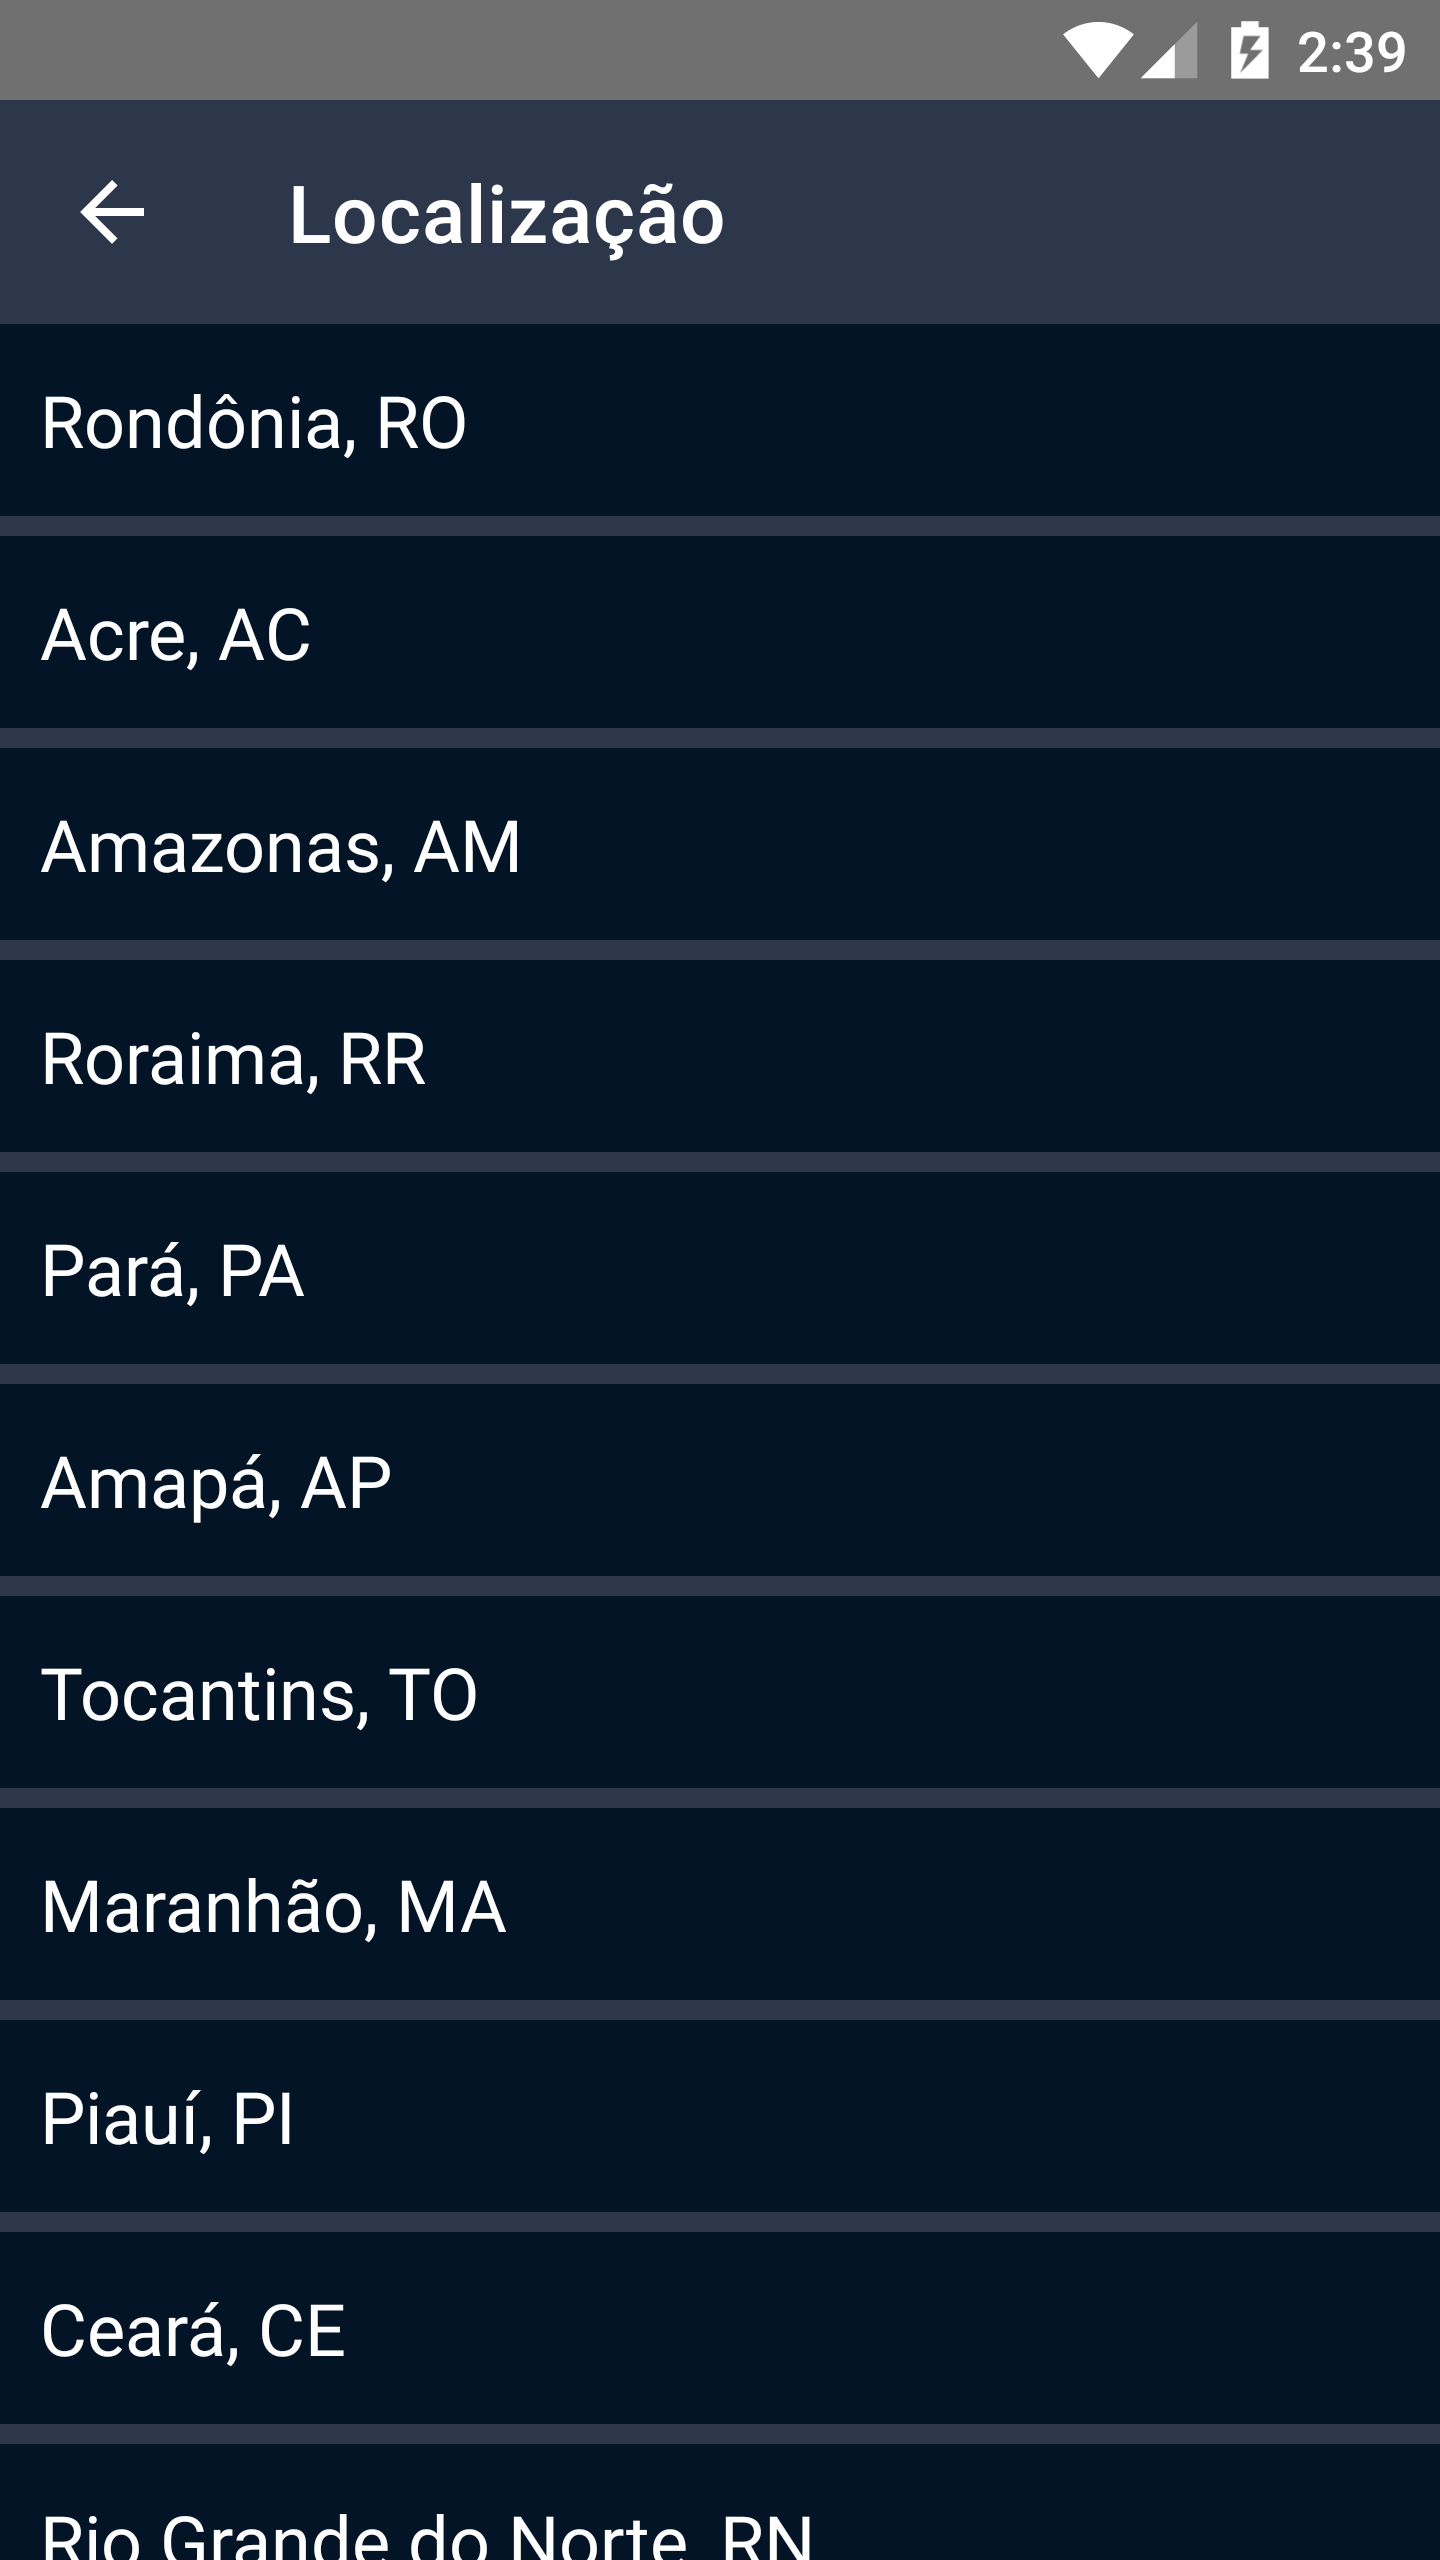 2:39
Localização
Rondônia, RO
Acre, AC
Amazonas, AM
Roraima, RR
Pará, PA
Amapá, AP
Tocantins, TO
Maranhão, MA
Piauí, PI
Ceará, CE
Rio Grande do Norte, RN